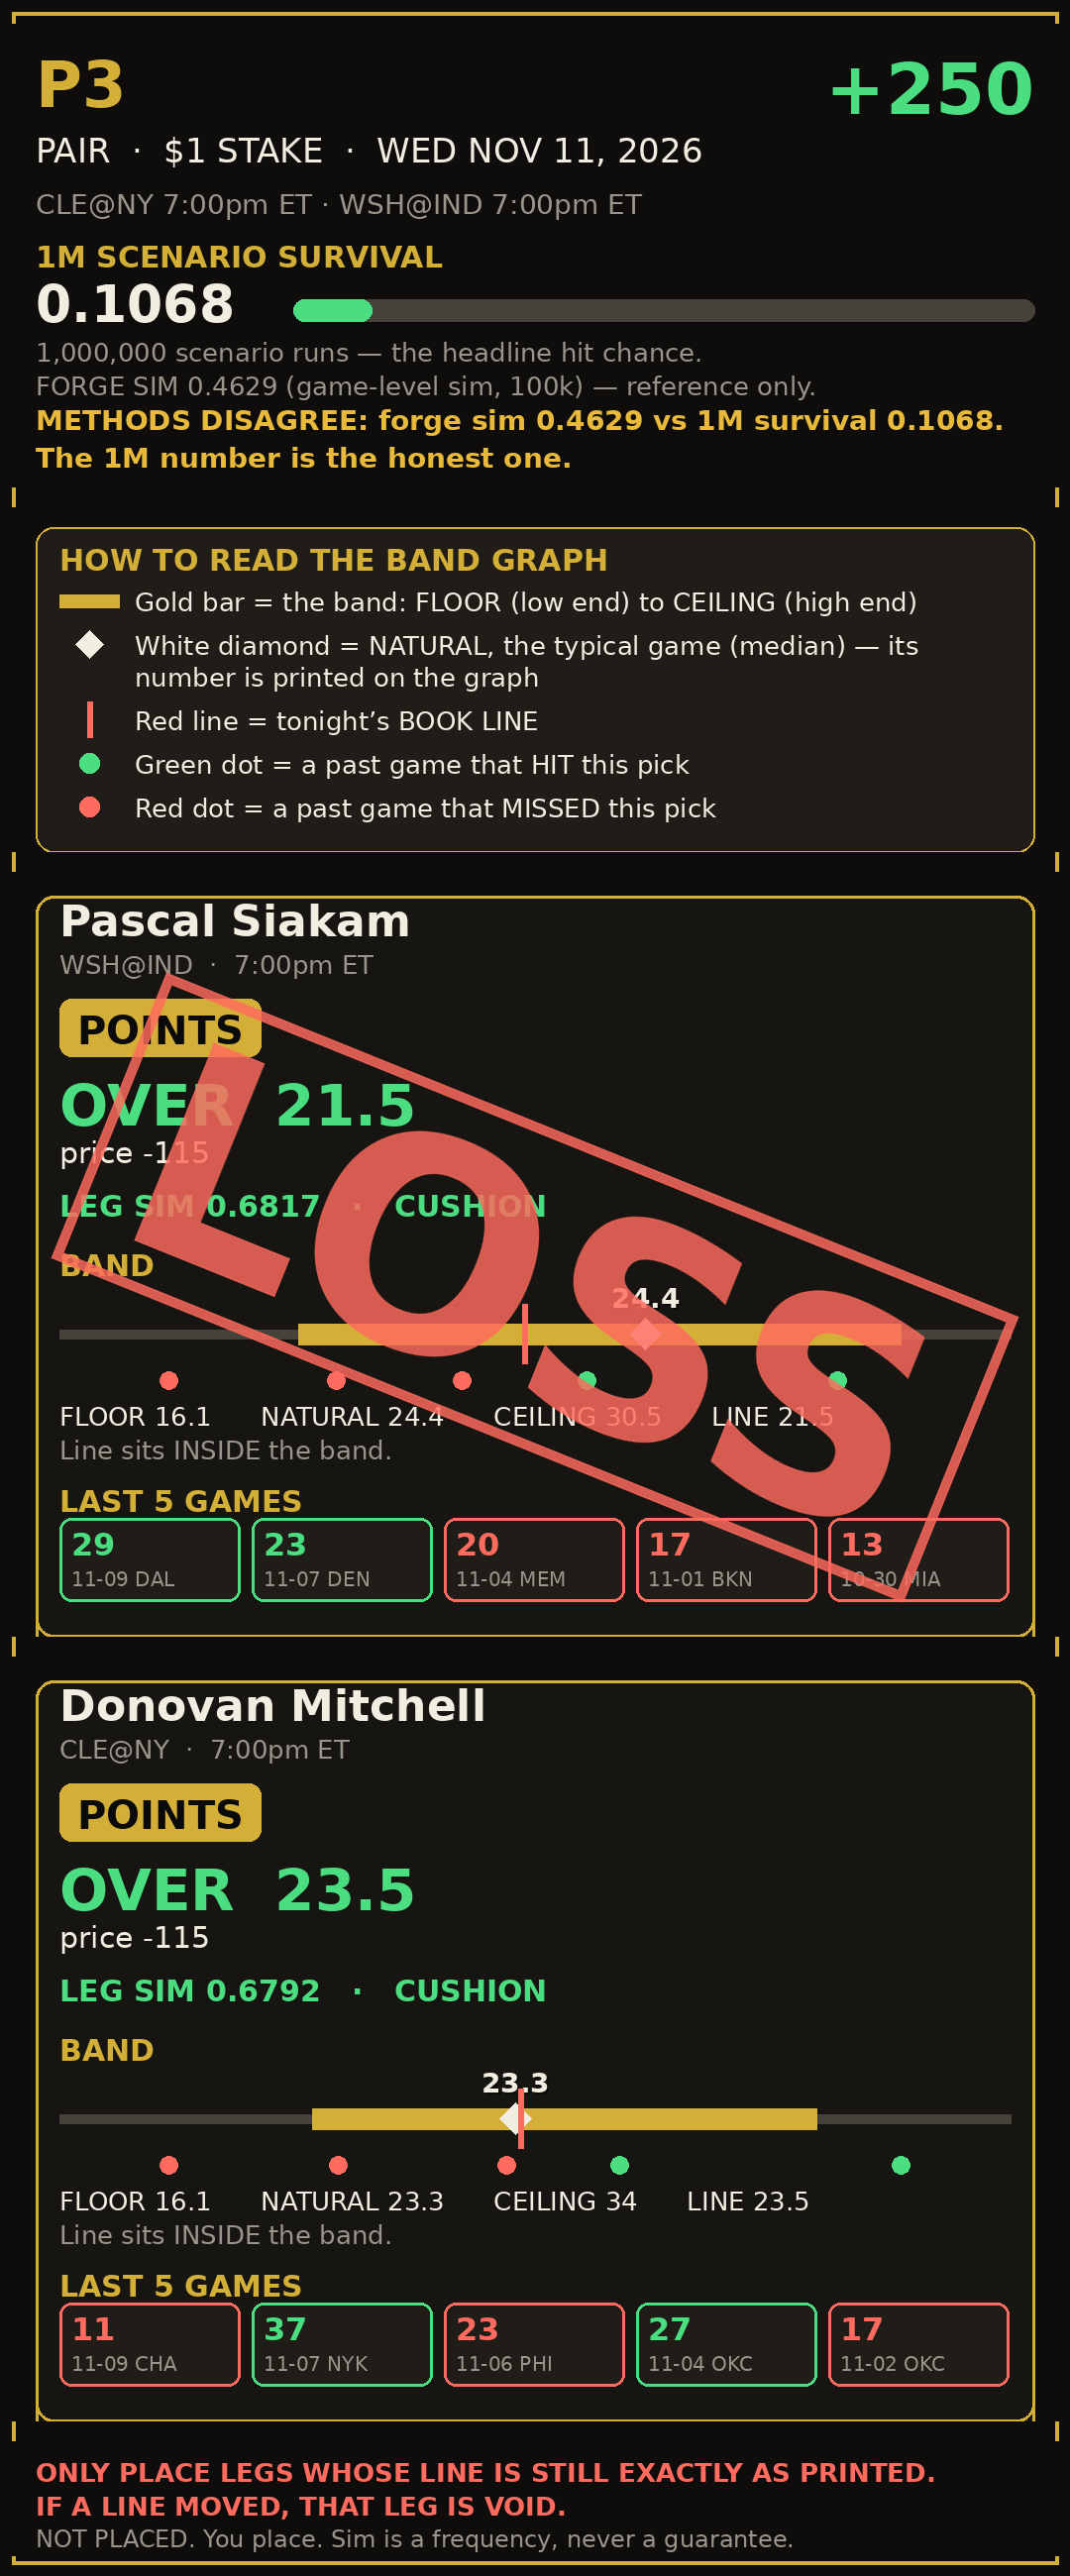 P3
+250
PAIR · $1 STAKE · WED NOV 11, 2026
CLE@NY 7:00pm ET · WSH@IND 7:00pm ET
1M SCENARIO SURVIVAL
0.1068
1,000,000 scenario runs — the headline hit chance.
FORGE SIM 0.4629 (game-level sim, 100k) — reference only.
METHODS DISAGREE: forge sim 0.4629 vs 1M survival 0.1068.
The 1M number is the honest one.
HOW TO READ THE BAND GRAPH
Gold bar = the band: FLOOR (low end) to CEILING (high end)
White diamond = NATURAL, the typical game (median) — its
number is printed on the graph
Red line = tonight’s BOOK LINE
Green dot = a past game that HIT this pick
Red dot = a past game that MISSED this pick
Pascal Siakam
WSH@IND · 7:00pm ET
POINTS
OVER 21.5
price -115
LEG SIM 0.6817 · CUSHION
BAND
24.4
FLOOR 16.1 NATURAL 24.4 CEILING 30.5 LINE 21.5
Line sits INSIDE the band.
LOSS
LAST 5 GAMES
29 23 20 17 13
11-09 DAL 11-07 DEN 11-04 MEM 11-01 BKN 10-30 MIA
Donovan Mitchell
CLE@NY · 7:00pm ET
POINTS
OVER 23.5
price -115
LEG SIM 0.6792 · CUSHION
BAND
23.3
FLOOR 16.1 NATURAL 23.3 CEILING 34 LINE 23.5
Line sits INSIDE the band.
LAST 5 GAMES
11 37 23 27 17
11-09 CHA 11-07 NYK 11-06 PHI 11-04 OKC 11-02 OKC
ONLY PLACE LEGS WHOSE LINE IS STILL EXACTLY AS PRINTED.
IF A LINE MOVED, THAT LEG IS VOID.
NOT PLACED. You place. Sim is a frequency, never a guarantee.